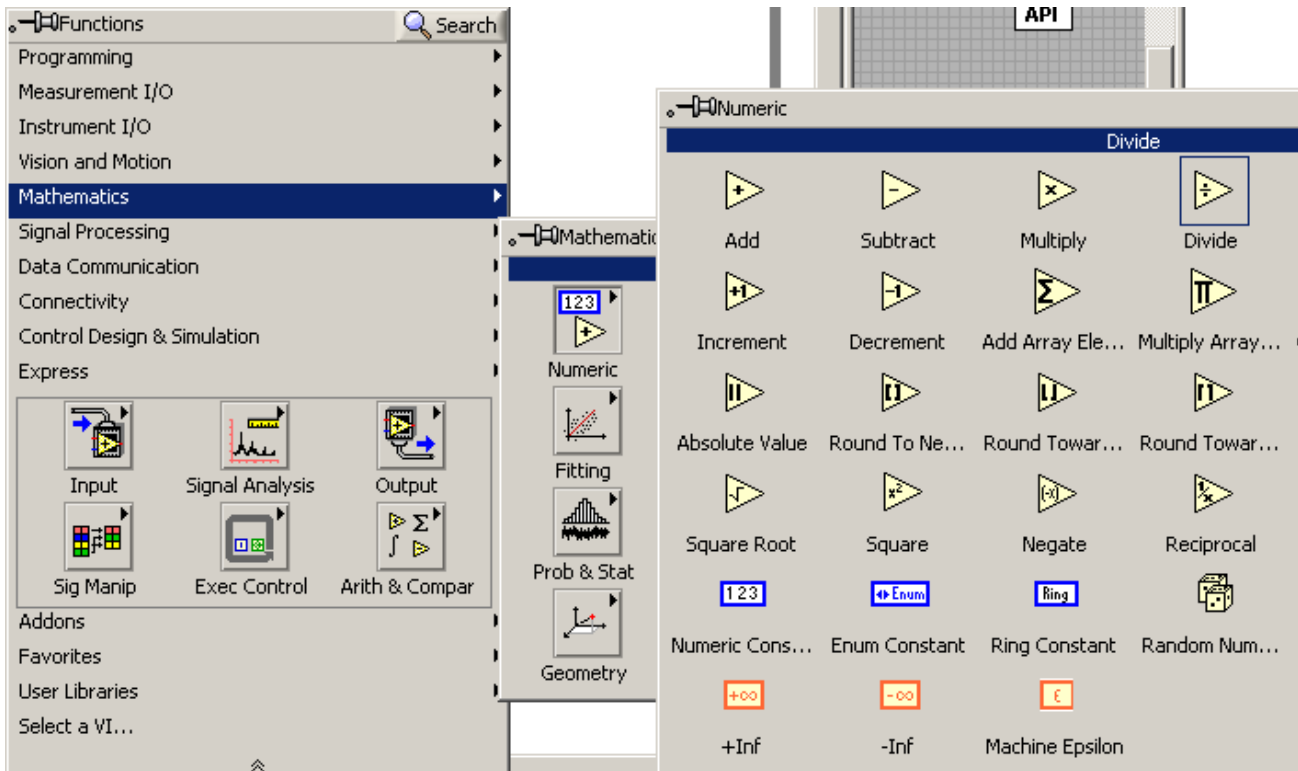 API
Functions
Search
Programming
Measurement I/O
Instrument I/O
Vision and Motion
Mathematics
Signal Processing
Data Communication
Connectivity
Control Design & Simulation
Express
Input Signal Analysis Output
Sig Manip Exec Control Arith & Compar
Addons
Favorites
User Libraries
Select a VI...
Mathematic
123
Numeric
Fitting
Prob & Stat
Geometry
Numeric
Divide
+ - × ÷
Add Subtract Multiply Divide
+1 -1 Σ Π
Increment Decrement Add Array Ele... Multiply Array...
Absolute Value Round To Ne... Round Towar... Round Towar...
√ x² (-x) 1/x
Square Root Square Negate Reciprocal
123 Enum Ring
Numeric Cons... Enum Constant Ring Constant Random Num...
+∞ -∞ ε
+Inf -Inf Machine Epsilon